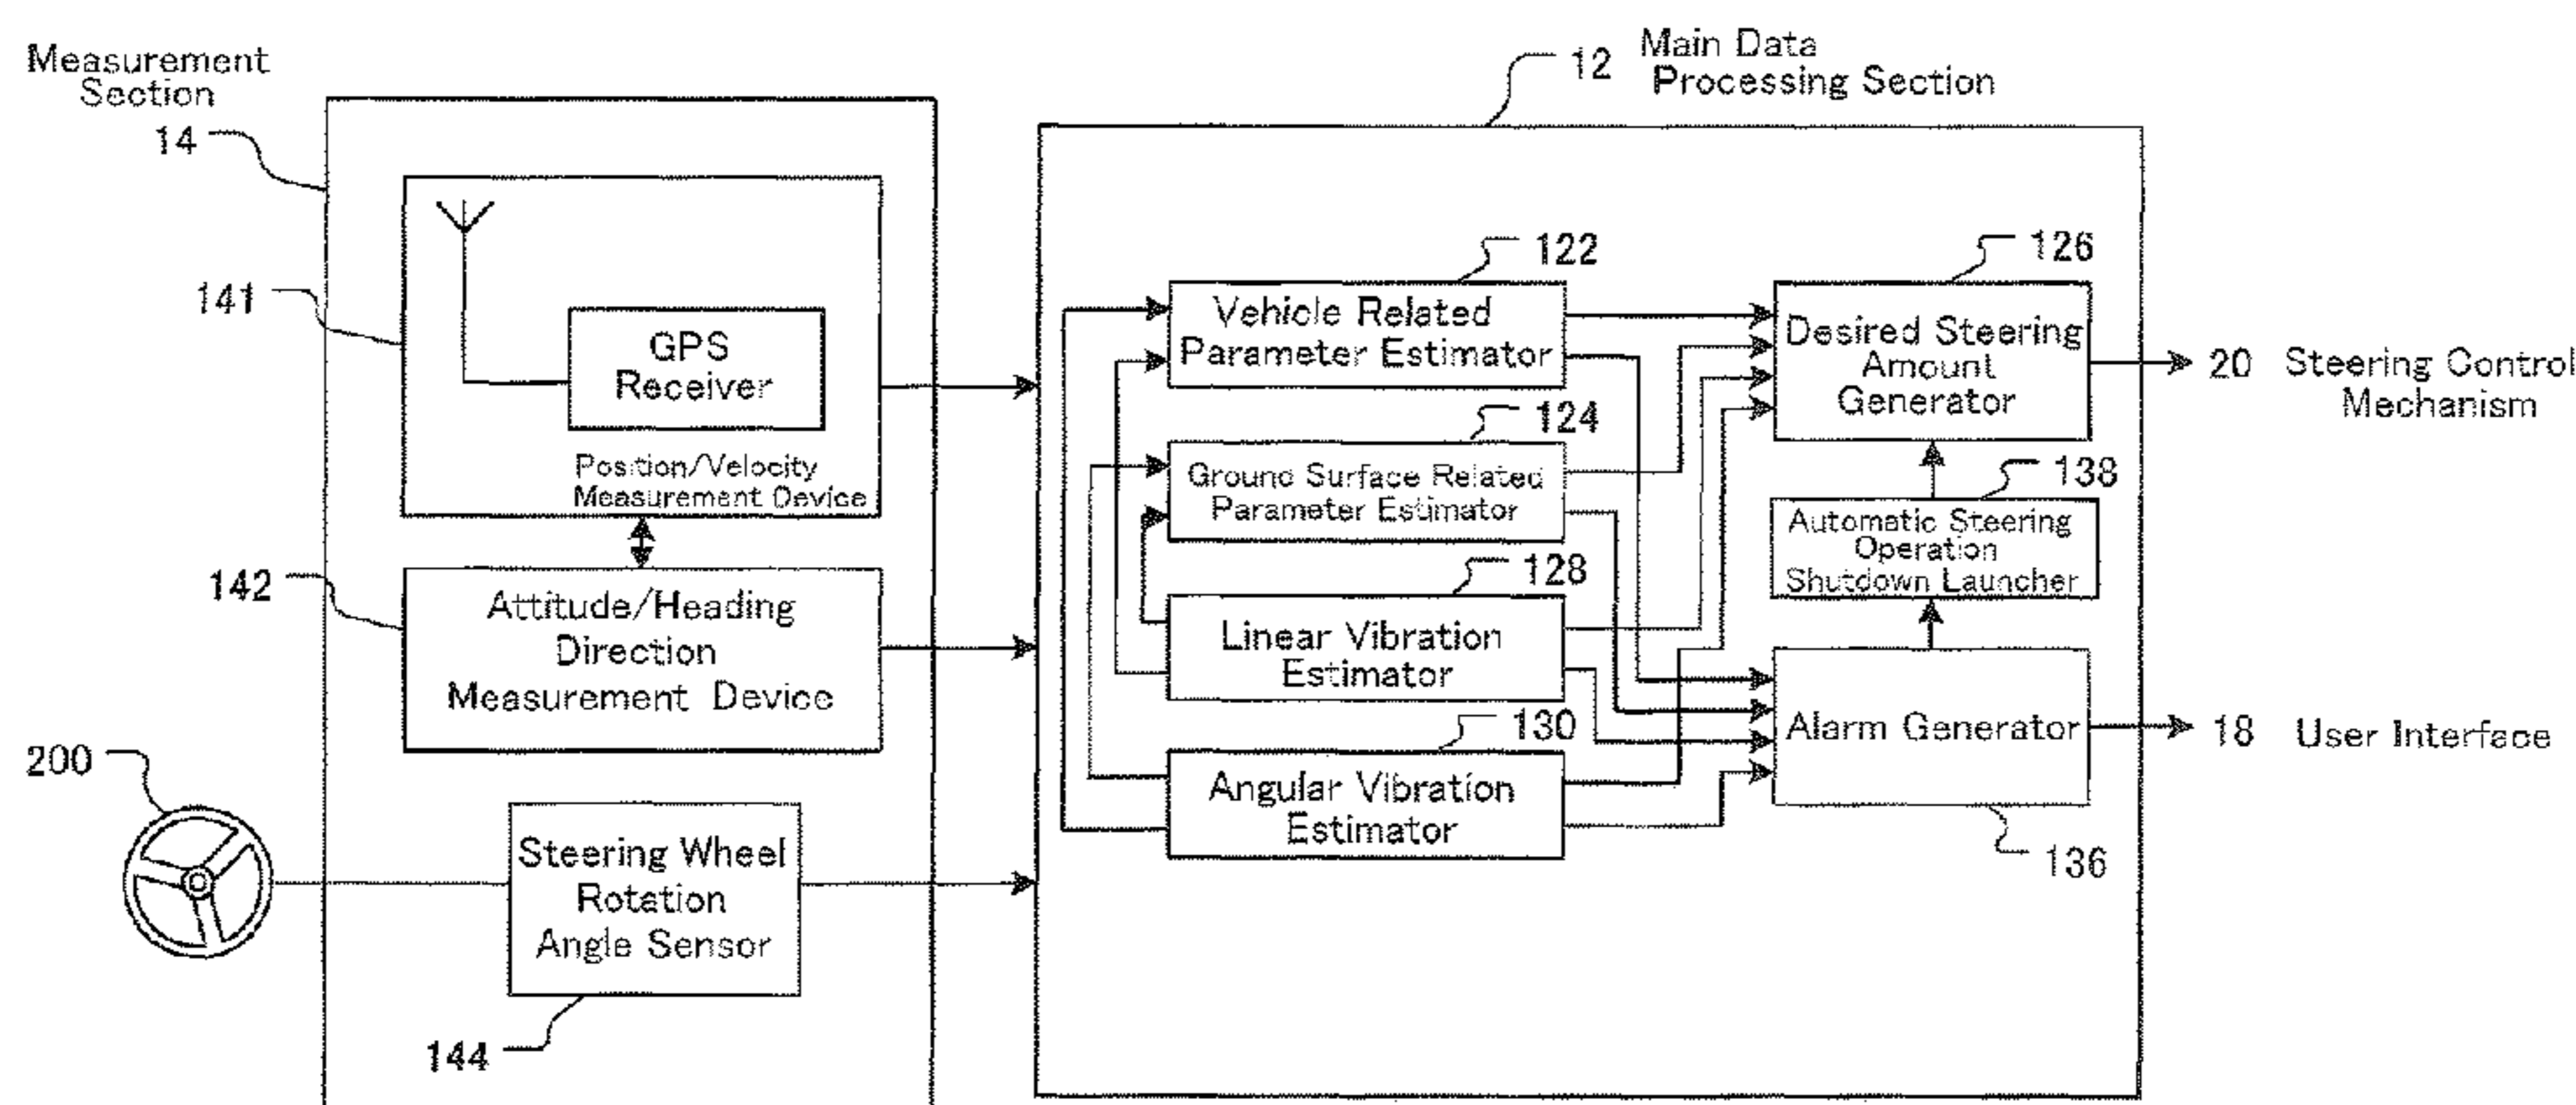 Measurement
Section
14
12
Main Data
Processing Section
141
GPS
Receiver
Position/Velocity
Measurement Device
142
Attitude/Heading
Direction
Measurement Device
200
Steering Wheel
Rotation
Angle Sensor
144
122
Vehicle Related
Parameter Estimator
124
Ground Surface Related
Parameter Estimator
128
Linear Vibration
Estimator
130
Angular Vibration
Estimator
126
Desired Steering
Amount
Generator
138
Automatic Steering
Operation
Shutdown Launcher
Alarm Generator
136
20 Steering Control
Mechanism
18 User Interface